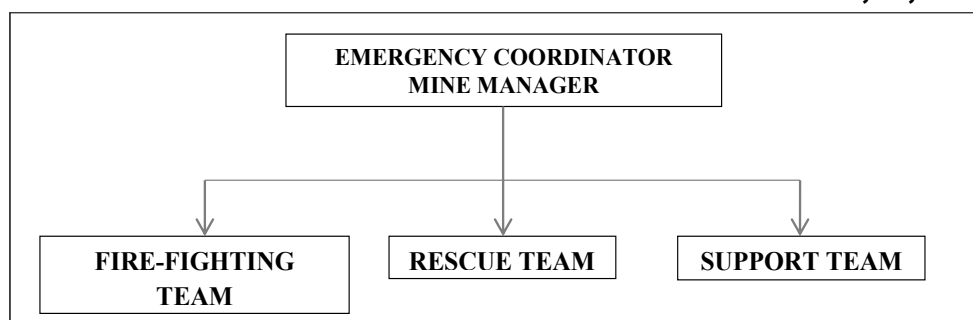 EMERGENCY COORDINATOR
MINE MANAGER
FIRE-FIGHTING
TEAM
RESCUE TEAM
SUPPORT TEAM